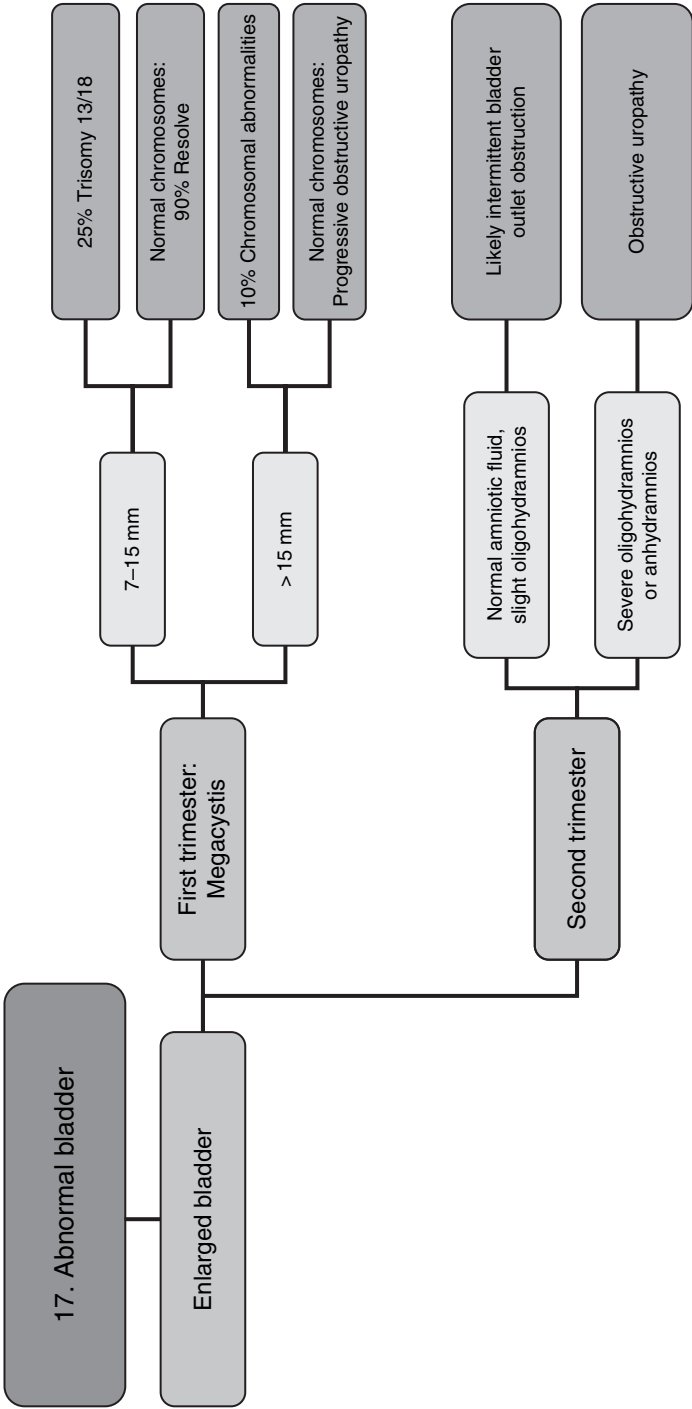 17. Abnormal bladder
Enlarged bladder
First trimester:
Megacystis
7–15 mm
25% Trisomy 13/18
Normal chromosomes:
90% Resolve
> 15 mm
10% Chromosomal abnormalities
Normal chromosomes:
Progressive obstructive uropathy
Second trimester
Normal amniotic fluid,
slight oligohydramnios
Likely intermittent bladder
outlet obstruction
Severe oligohydramnios
or anhydramnios
Obstructive uropathy